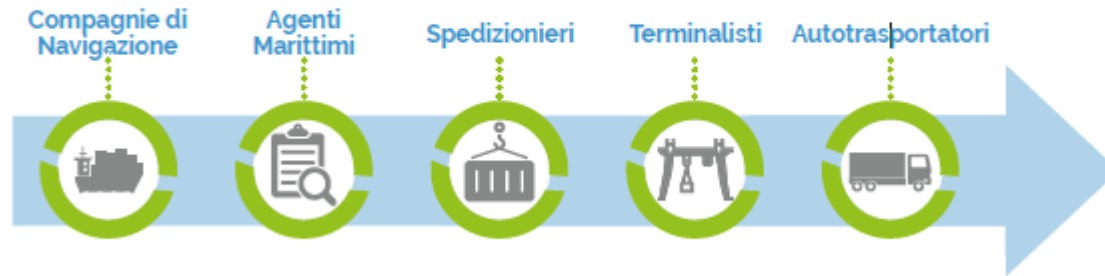 Compagnie di
Navigazione
Agenti
Marittimi
Spedizionieri
Terminalisti
Autotrasportatori